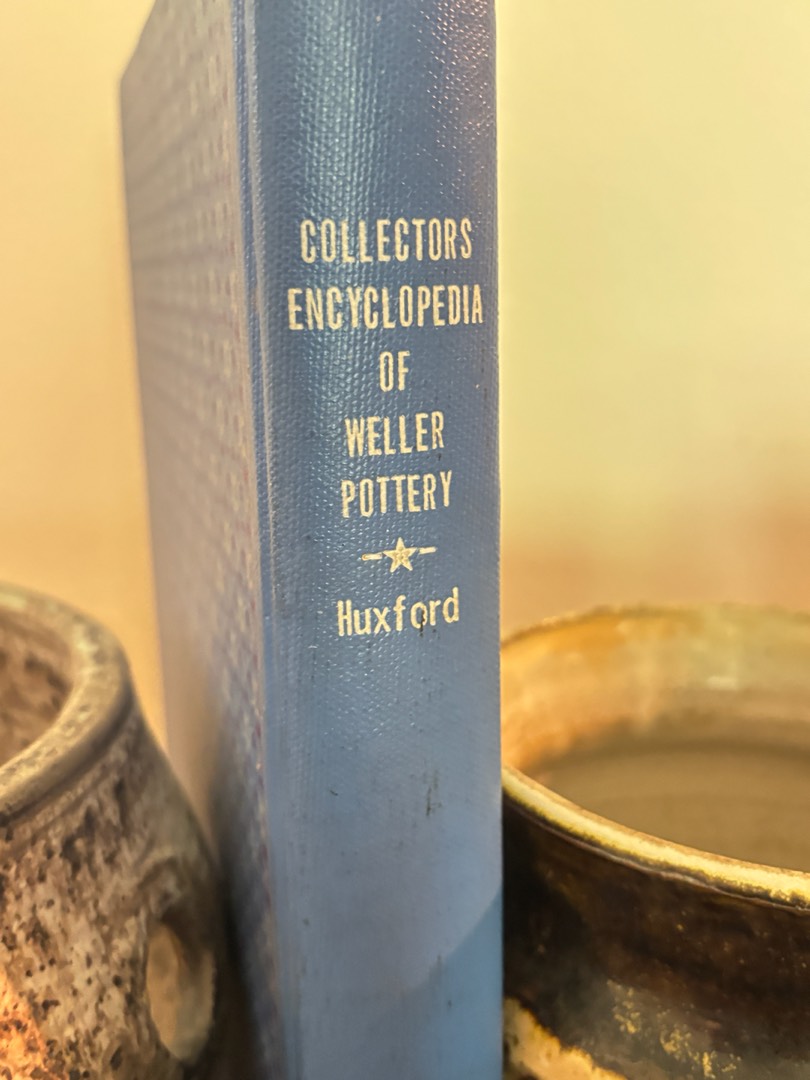 COLLECTORS
ENCYCLOPEDIA
OF
WELLER
POTTERY
Huxford